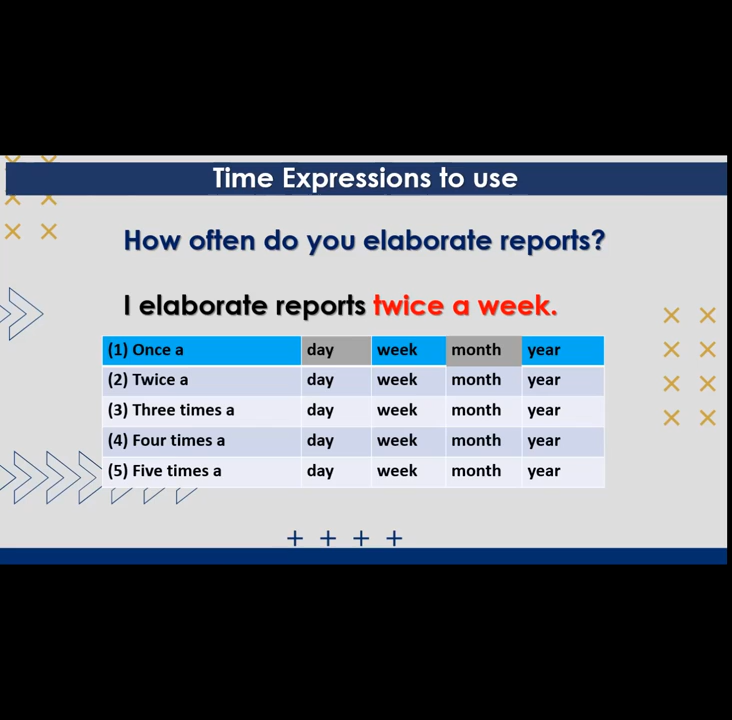 Time Expressions to use
How often do you elaborate reports?
I elaborate reports twice a week.
(1) Once a day week month year
(2) Twice a day week month year
(3) Three times a day week month year
(4) Four times a day week month year
(5) Five times a day week month year